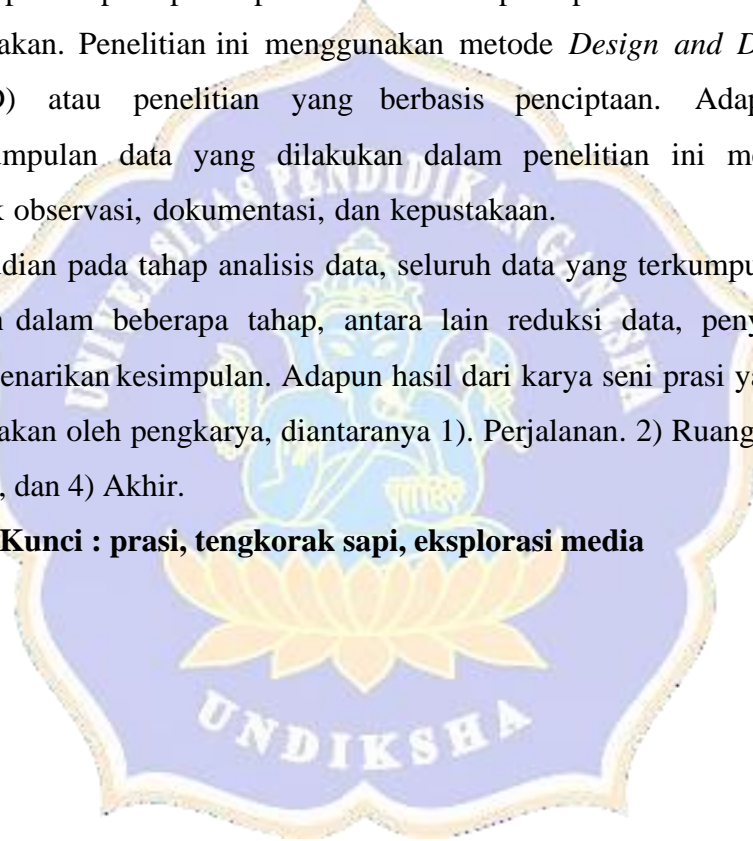 akan. Penelitian ini menggunakan metode Design and D
) atau penelitian yang berbasis penciptaan. Adap
umpulan data yang dilakukan dalam penelitian ini me
k observasi, dokumentasi, dan kepustakaan.
dian pada tahap analisis data, seluruh data yang terkumpu
dalam beberapa tahap, antara lain reduksi data, peny
enarikan kesimpulan. Adapun hasil dari karya seni prasi ya
akan oleh pengkarya, diantaranya 1). Perjalanan. 2) Ruang
, dan 4) Akhir.
Kunci : prasi, tengkorak sapi, eksplorasi media
UNIVERSITAS PENDIDIKAN GANESHA
UNDIKSHA